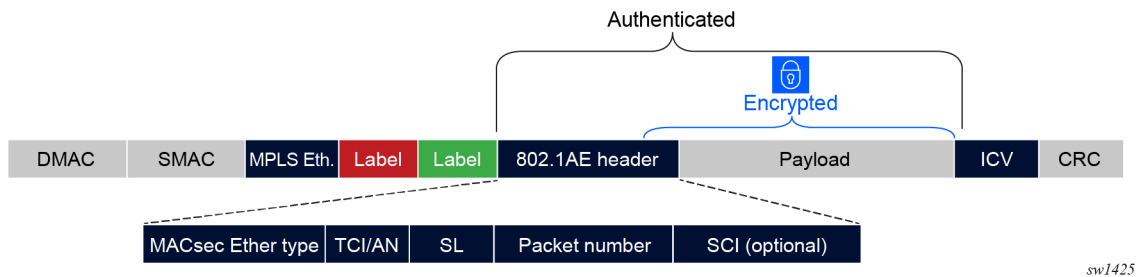 Authenticated
Encrypted
DMAC SMAC MPLS Eth. Label Label 802.1AE header Payload ICV CRC
MACsec Ether type TCI/AN SL Packet number SCI (optional)
sw1425